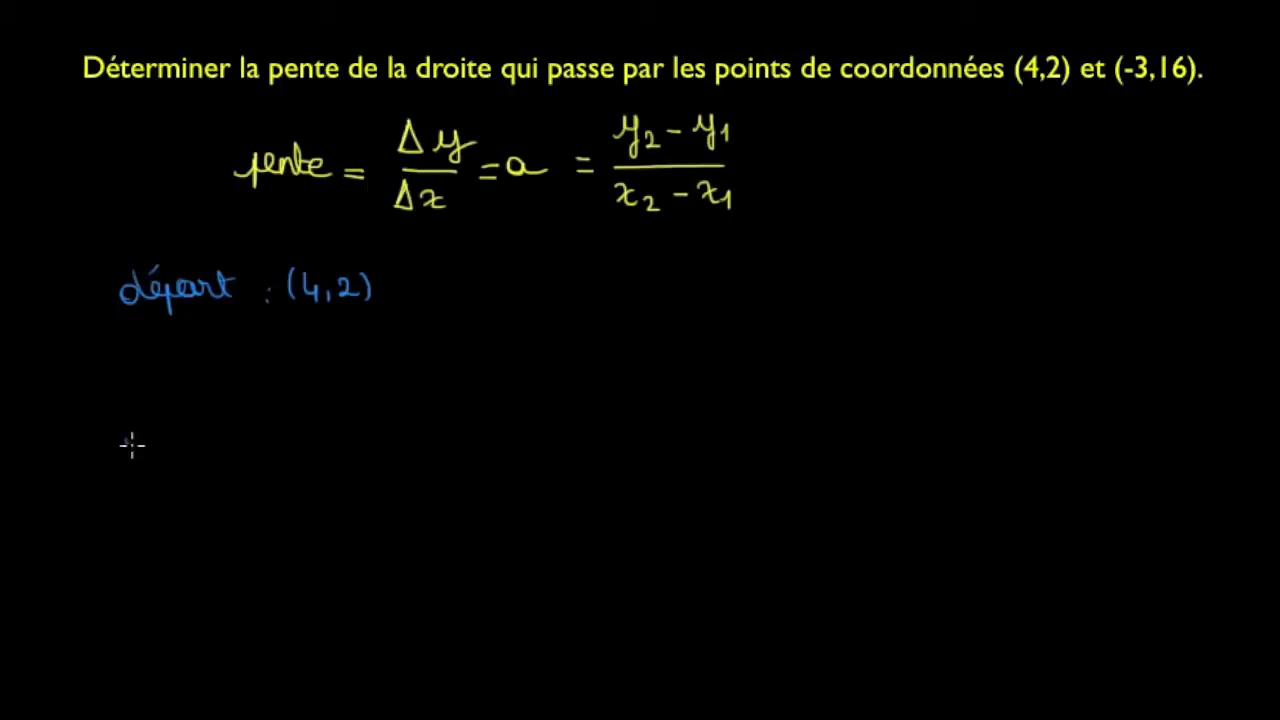 Déterminer la pente de la droite qui passe par les points de coordonnées (4,2) et (-3,16).
pente = Δy/Δx = a = y₂ - y₁/x₂ - x₁
départ : (4,2)